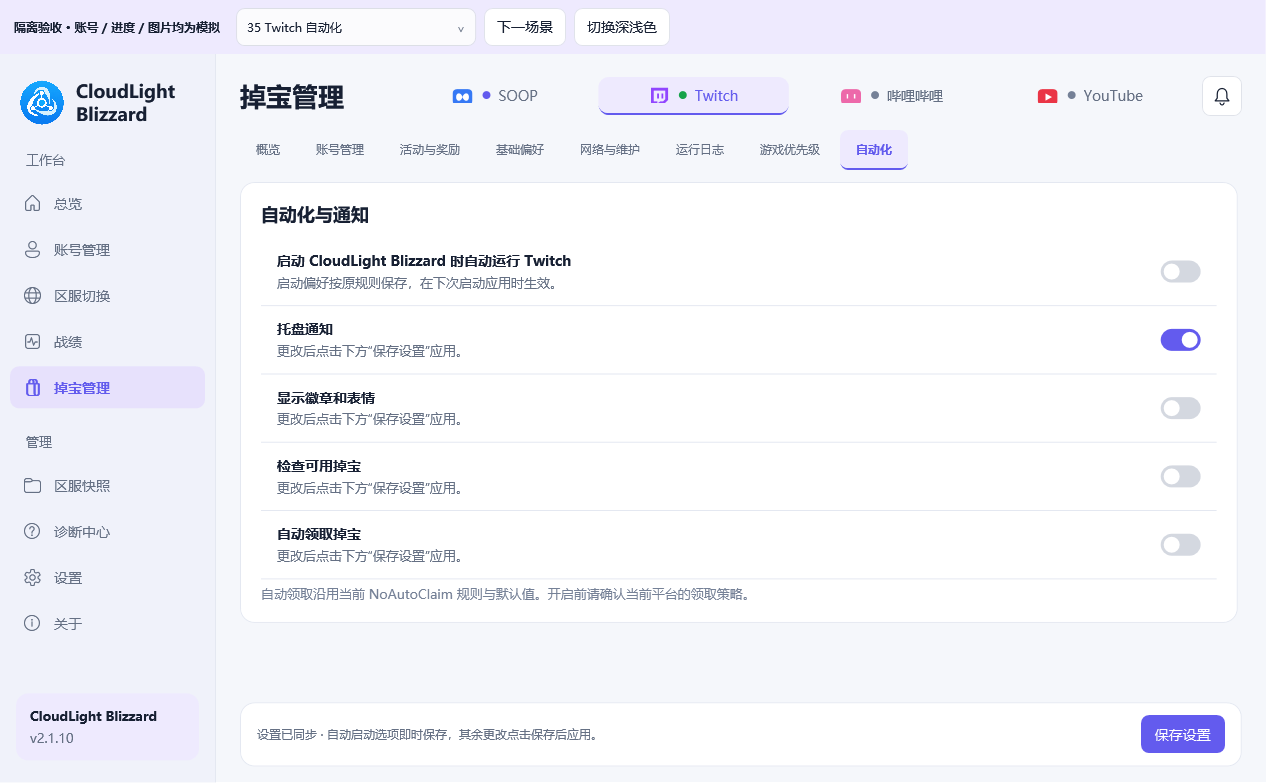 隔离验收 • 账号 / 进度 / 图片均为模拟
35 Twitch 自动化
下一场景
切换深浅色
CloudLight
Blizzard
工作台
总览
账号管理
区服切换
战绩
掉宝管理
管理
区服快照
诊断中心
设置
关于
CloudLight Blizzard
v2.1.10
掉宝管理
SOOP
Twitch
哔哩哔哩
YouTube
概览
账号管理
活动与奖励
基础偏好
网络与维护
运行日志
游戏优先级
自动化
自动化与通知
启动 CloudLight Blizzard 时自动运行 Twitch
启动偏好按原规则保存，在下次启动应用时生效。
托盘通知
更改后点击下方“保存设置”应用。
显示徽章和表情
更改后点击下方“保存设置”应用。
检查可用掉宝
更改后点击下方“保存设置”应用。
自动领取掉宝
更改后点击下方“保存设置”应用。
自动领取沿用当前 NoAutoClaim 规则与默认值。开启前请确认当前平台的领取策略。
设置已同步 · 自动启动选项即时保存，其余更改点击保存后应用。
保存设置